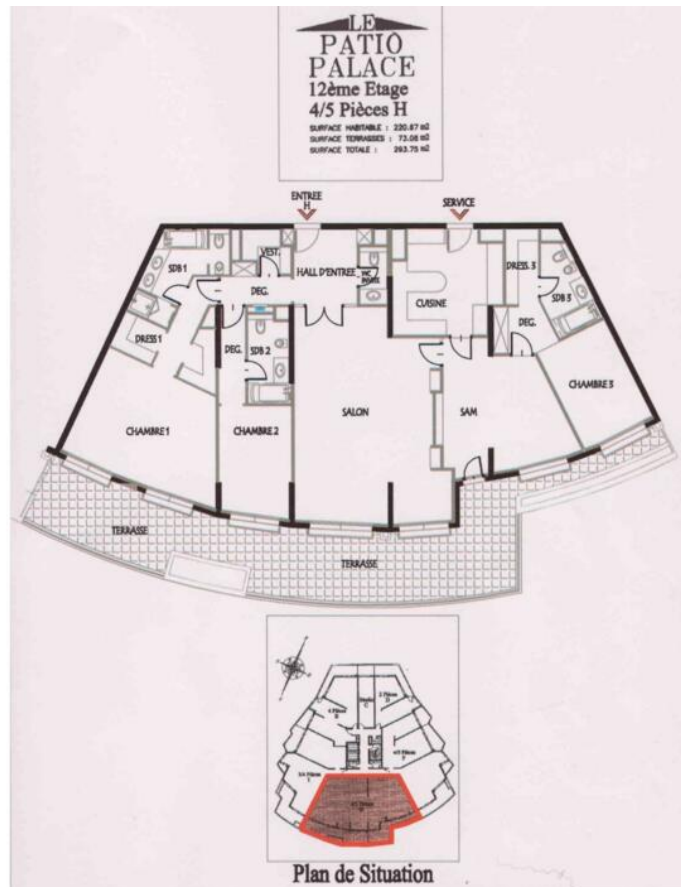 LE
PATIO
PALACE
12ème Etage
4/5 Pièces H
SURFACE HABITABLE : 220.67 m2
SURFACE TERRASSES : 73.08 m2
SURFACE TOTALE : 293.75 m2
ENTREE
H
SERVICE
SDB 1
VEST.
HALL D'ENTREE
WC
INVITE
CUISINE
DRESS. 3
SDB 3
DEG.
DEG.
DRESS 1
DEG.
SDB 2
CHAMBRE 1
CHAMBRE 2
SALON
SAM
CHAMBRE 3
TERRASSE
TERRASSE
Plan de Situation